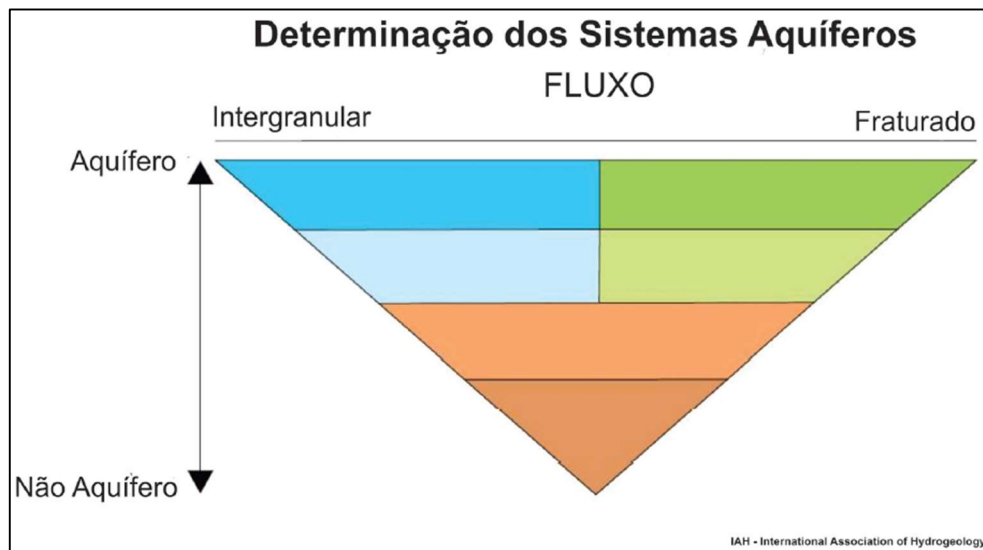 Determinação dos Sistemas Aquíferos
FLUXO
Intergranular
Fraturado
Aquífero
Não Aquífero
IAH - International Association of Hydrogeology